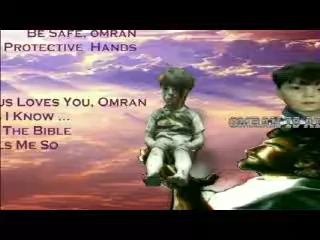 Be Safe, Omran
Protective Hands
us Loves You, Omran
I Know ...
The Bible
ls Me So